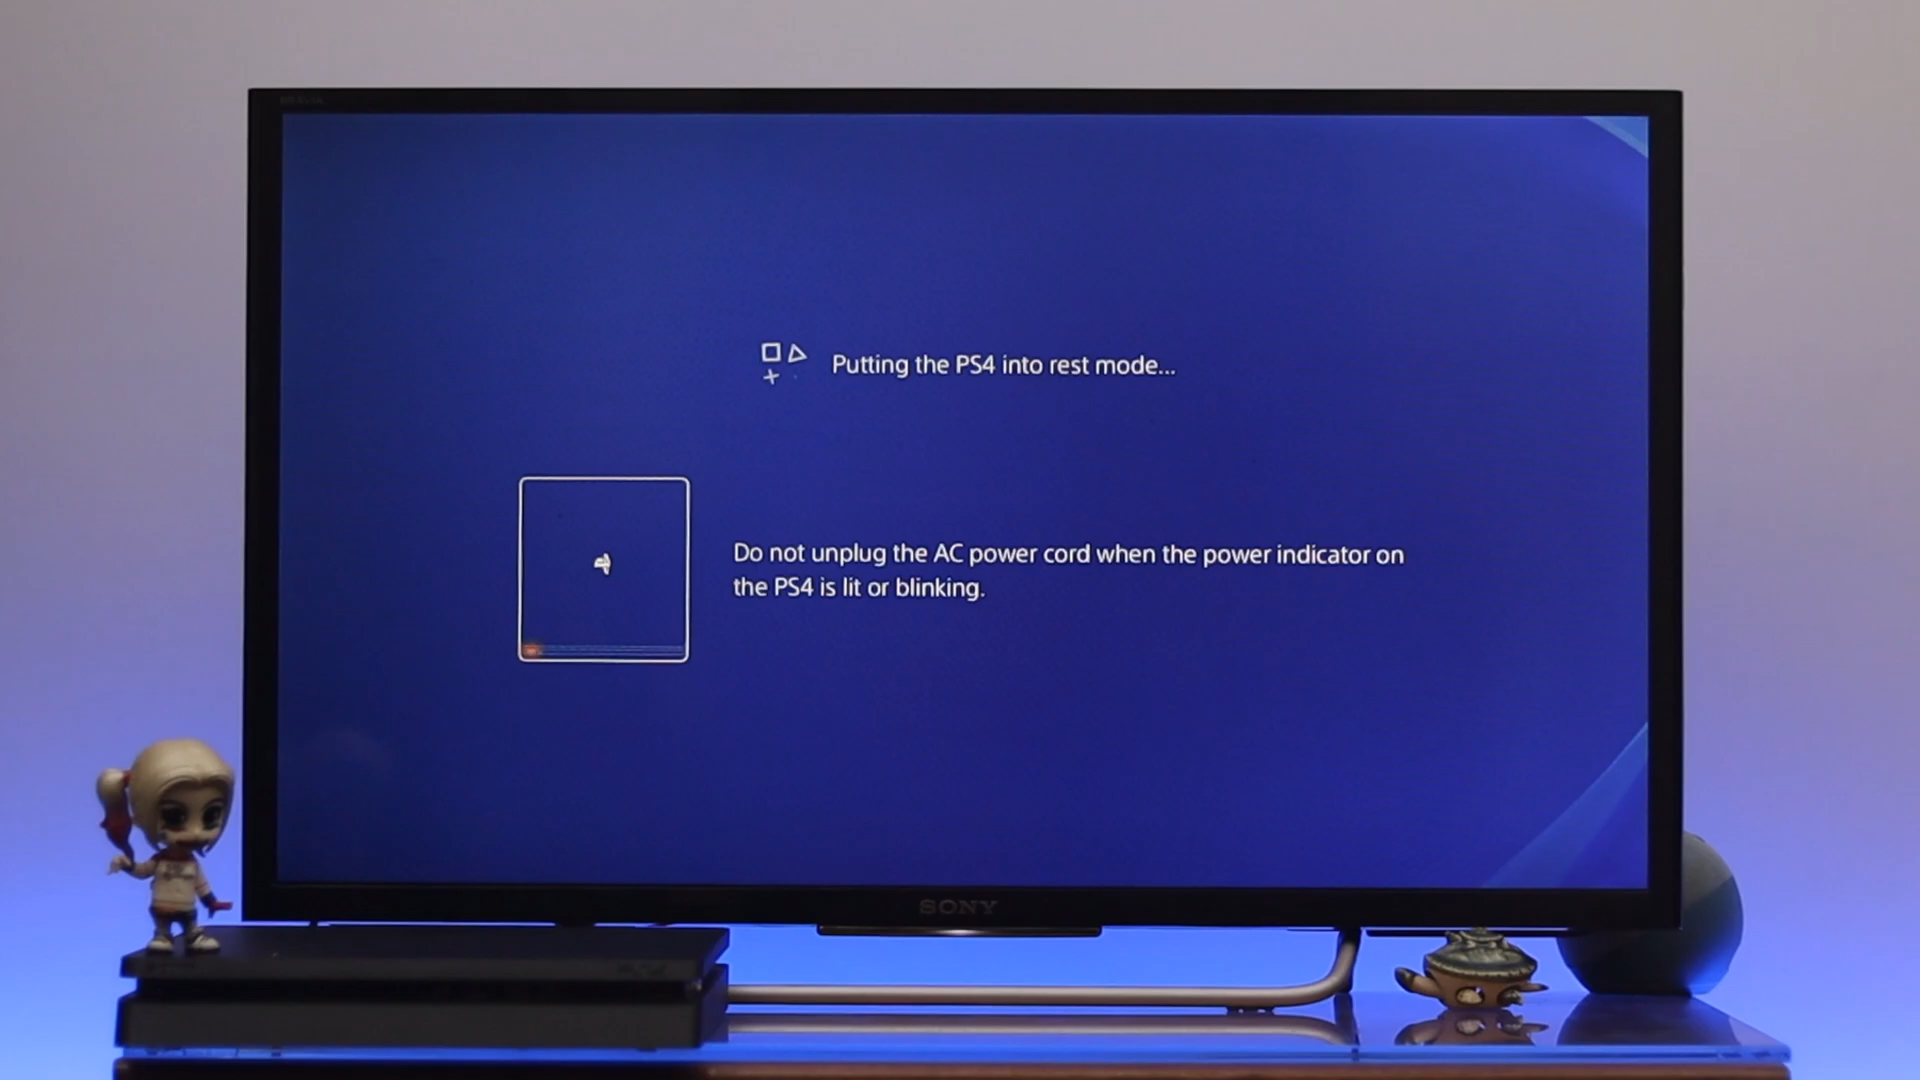 Putting the PS4 into rest mode...
Do not unplug the AC power cord when the power indicator on
the PS4 is lit or blinking.
SONY